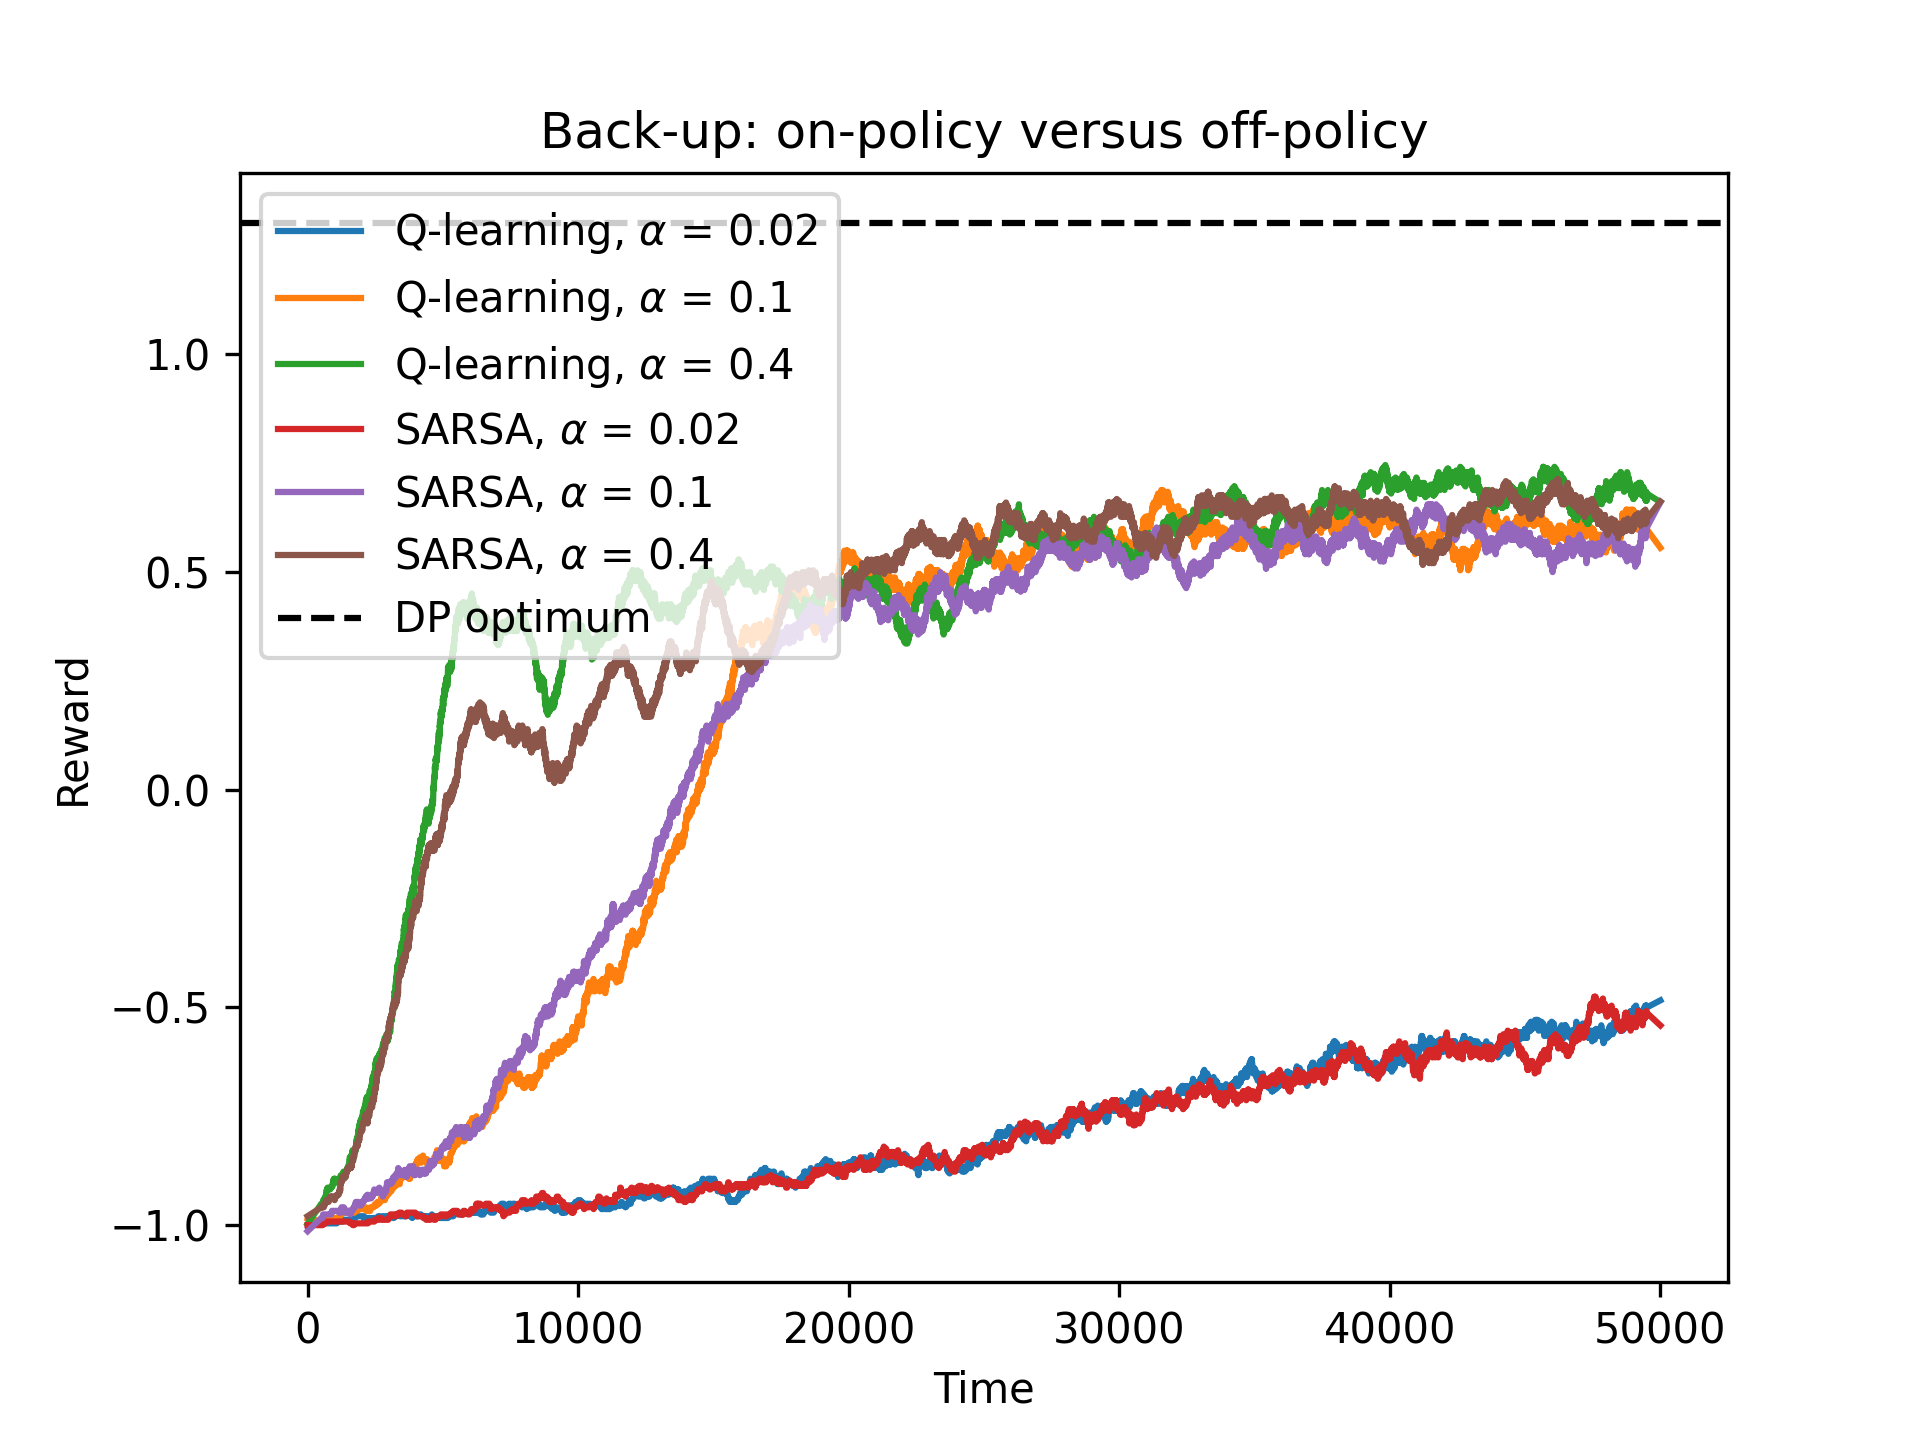 Back-up: on-policy versus off-policy
Q-learning, α = 0.02
Q-learning, α = 0.1
Q-learning, α = 0.4
SARSA, α = 0.02
SARSA, α = 0.1
SARSA, α = 0.4
DP optimum
1.0
0.5
0.0
−0.5
−1.0
Reward
0 10000 20000 30000 40000 50000
Time